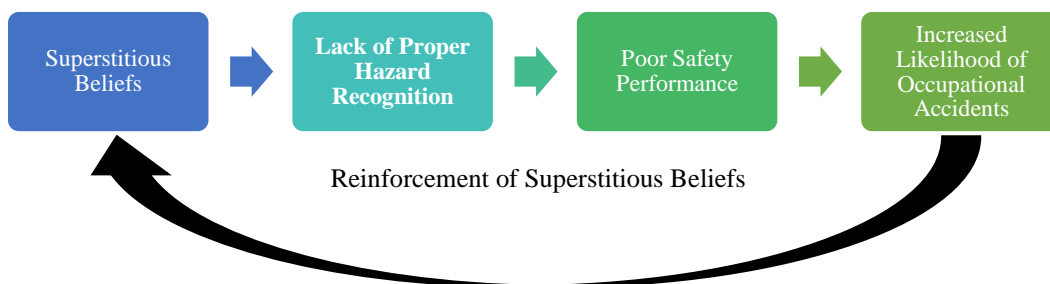 Superstitious
Beliefs
Lack of Proper
Hazard
Recognition
Poor Safety
Performance
Increased
Likelihood of
Occupational
Accidents
Reinforcement of Superstitious Beliefs